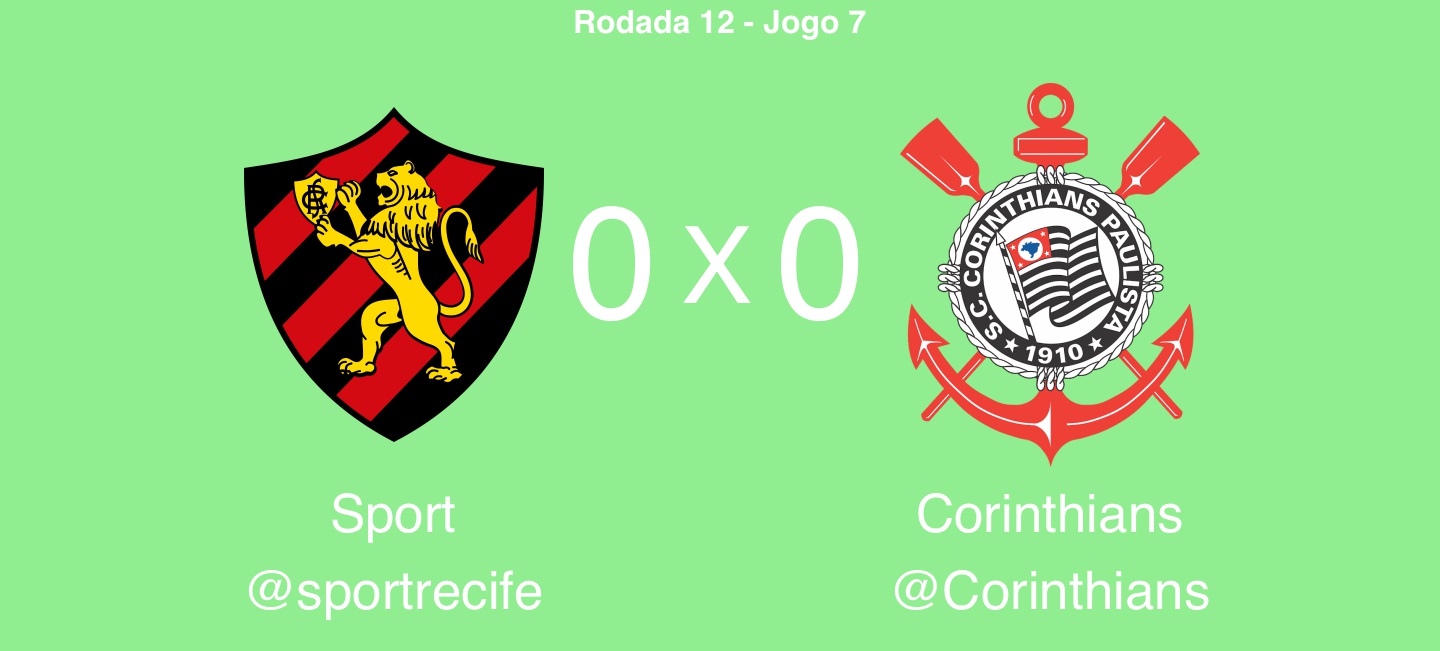 Rodada 12 - Jogo 7
0 X 0
S.C. CORINTHIANS PAULISTA
1910
Sport
Corinthians
@sportrecife
@Corinthians